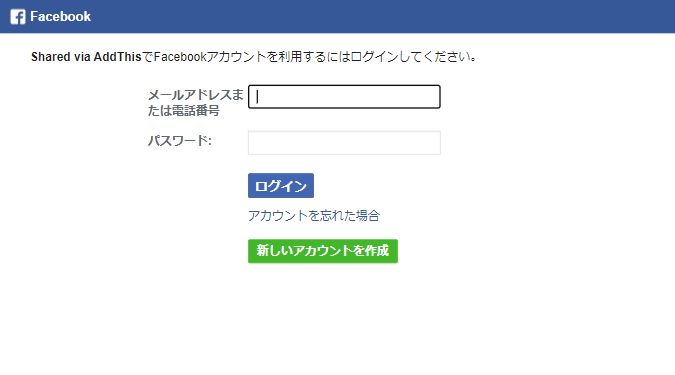 Facebook
Shared via AddThisでFacebookアカウントを利用するにはログインしてください。
メールアドレスま
たは電話番号
パスワード:
ログイン
アカウントを忘れた場合
新しいアカウントを作成